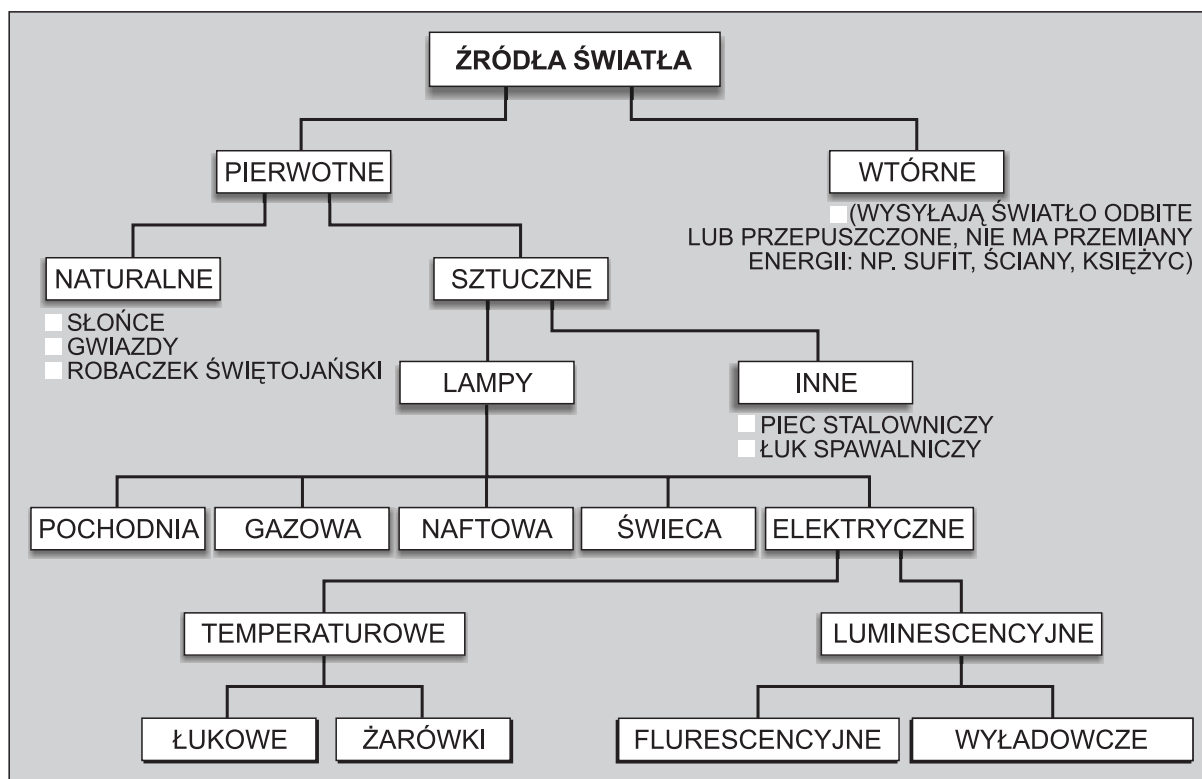 ŹRÓDŁA ŚWIATŁA
PIERWOTNE
WTÓRNE
(WYSYŁAJĄ ŚWIATŁO ODBITE
LUB PRZEPUSZCZONE, NIE MA PRZEMIANY
ENERGII: NP. SUFIT, ŚCIANY, KSIĘŻYC)
NATURALNE
SŁOŃCE
GWIAZDY
ROBACZEK ŚWIĘTOJAŃSKI
SZTUCZNE
LAMPY
INNE
PIEC STALOWNICZY
ŁUK SPAWALNICZY
POCHODNIA
GAZOWA
NAFTOWA
ŚWIECA
ELEKTRYCZNE
TEMPERATUROWE
LUMINESCENCYJNE
ŁUKOWE
ŻARÓWKI
FLURESCENCYJNE
WYŁADOWCZE